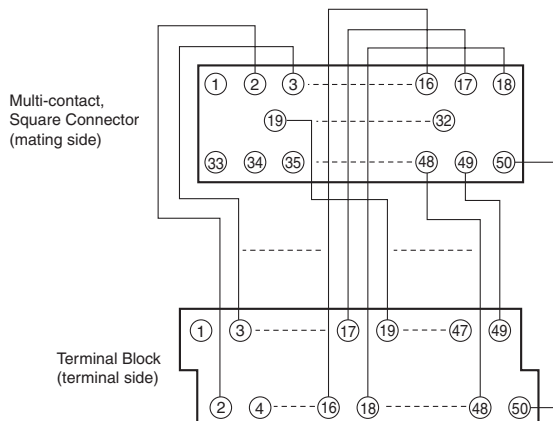 1 2 3 16 17 18
Multi-contact,
Square Connector
(mating side)
19 32
33 34 35 48 49 50
1 3 17 19 47 49
Terminal Block
(terminal side)
2 4 16 18 48 50